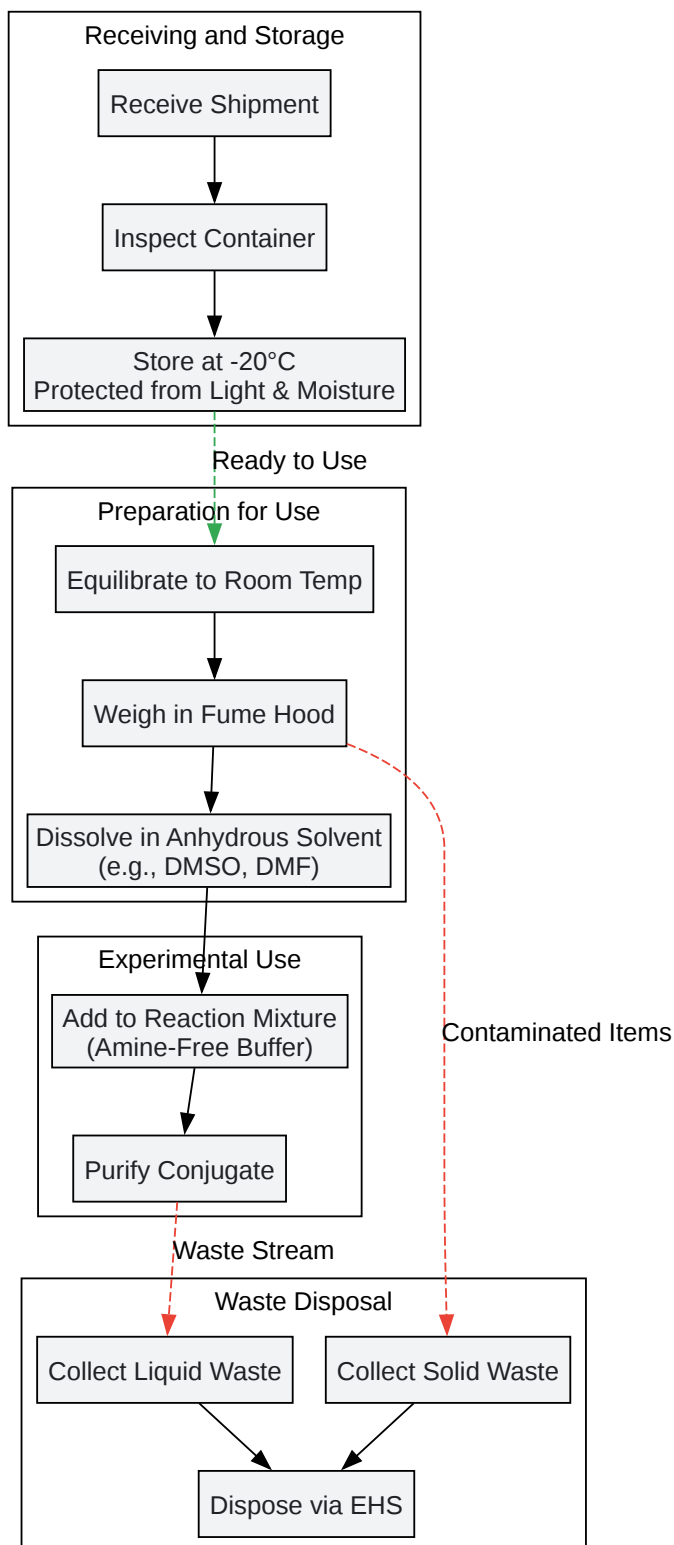 Receiving and Storage
Receive Shipment
Inspect Container
Store at -20°C
Protected from Light & Moisture
Ready to Use
Preparation for Use
Equilibrate to Room Temp
Weigh in Fume Hood
Dissolve in Anhydrous Solvent
(e.g., DMSO, DMF)
Experimental Use
Add to Reaction Mixture
(Amine-Free Buffer)
Contaminated Items
Purify Conjugate
Waste Stream
Waste Disposal
Collect Liquid Waste
Collect Solid Waste
Dispose via EHS